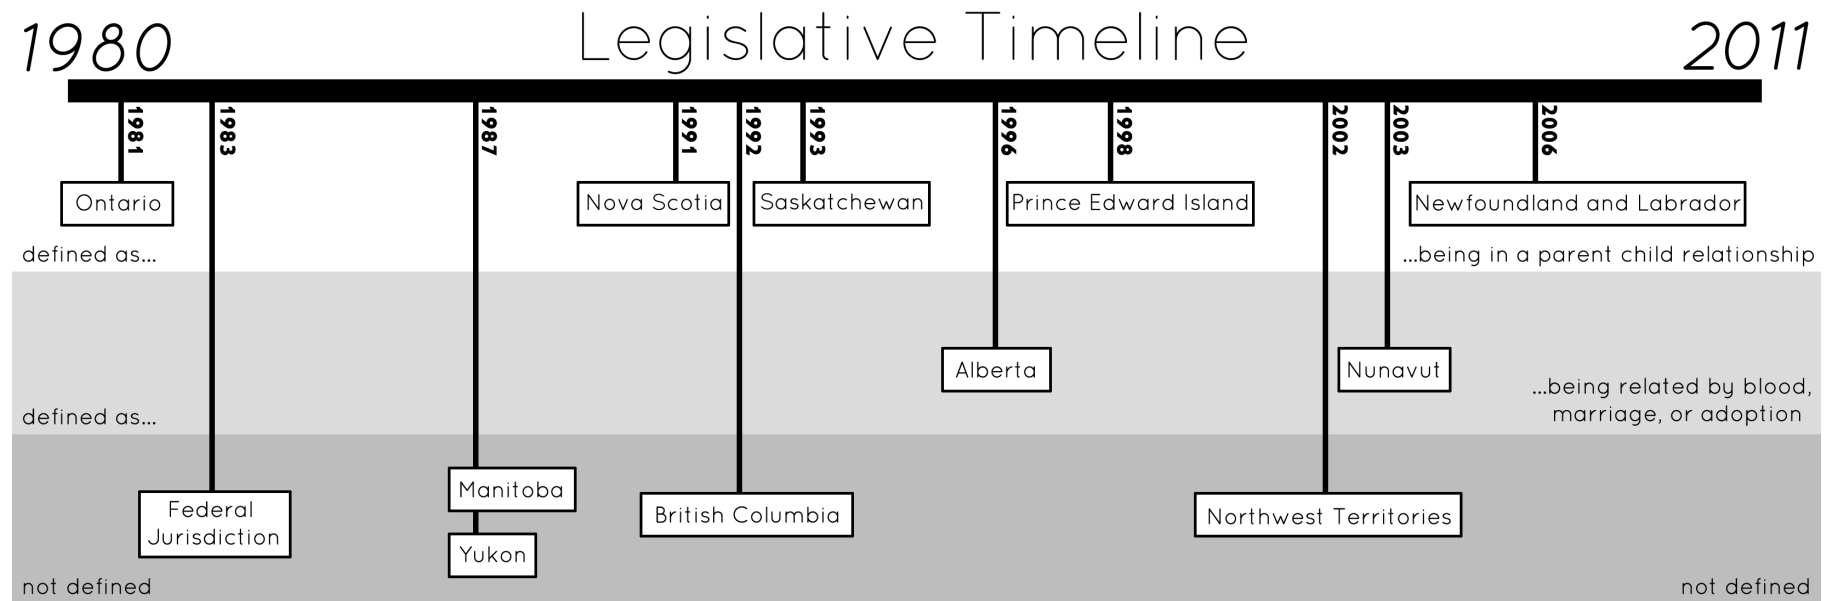 1980
Legislative Timeline
2011
1981
1983
1987
1991
1992
1993
1996
1998
2002
2003
2006
Ontario
Nova Scotia
Saskatchewan
Prince Edward Island
Newfoundland and Labrador
defined as...
...being in a parent child relationship
Alberta
Nunavut
defined as...
...being related by blood,
marriage, or adoption
Federal
Jurisdiction
Manitoba
Yukon
British Columbia
Northwest Territories
not defined
not defined